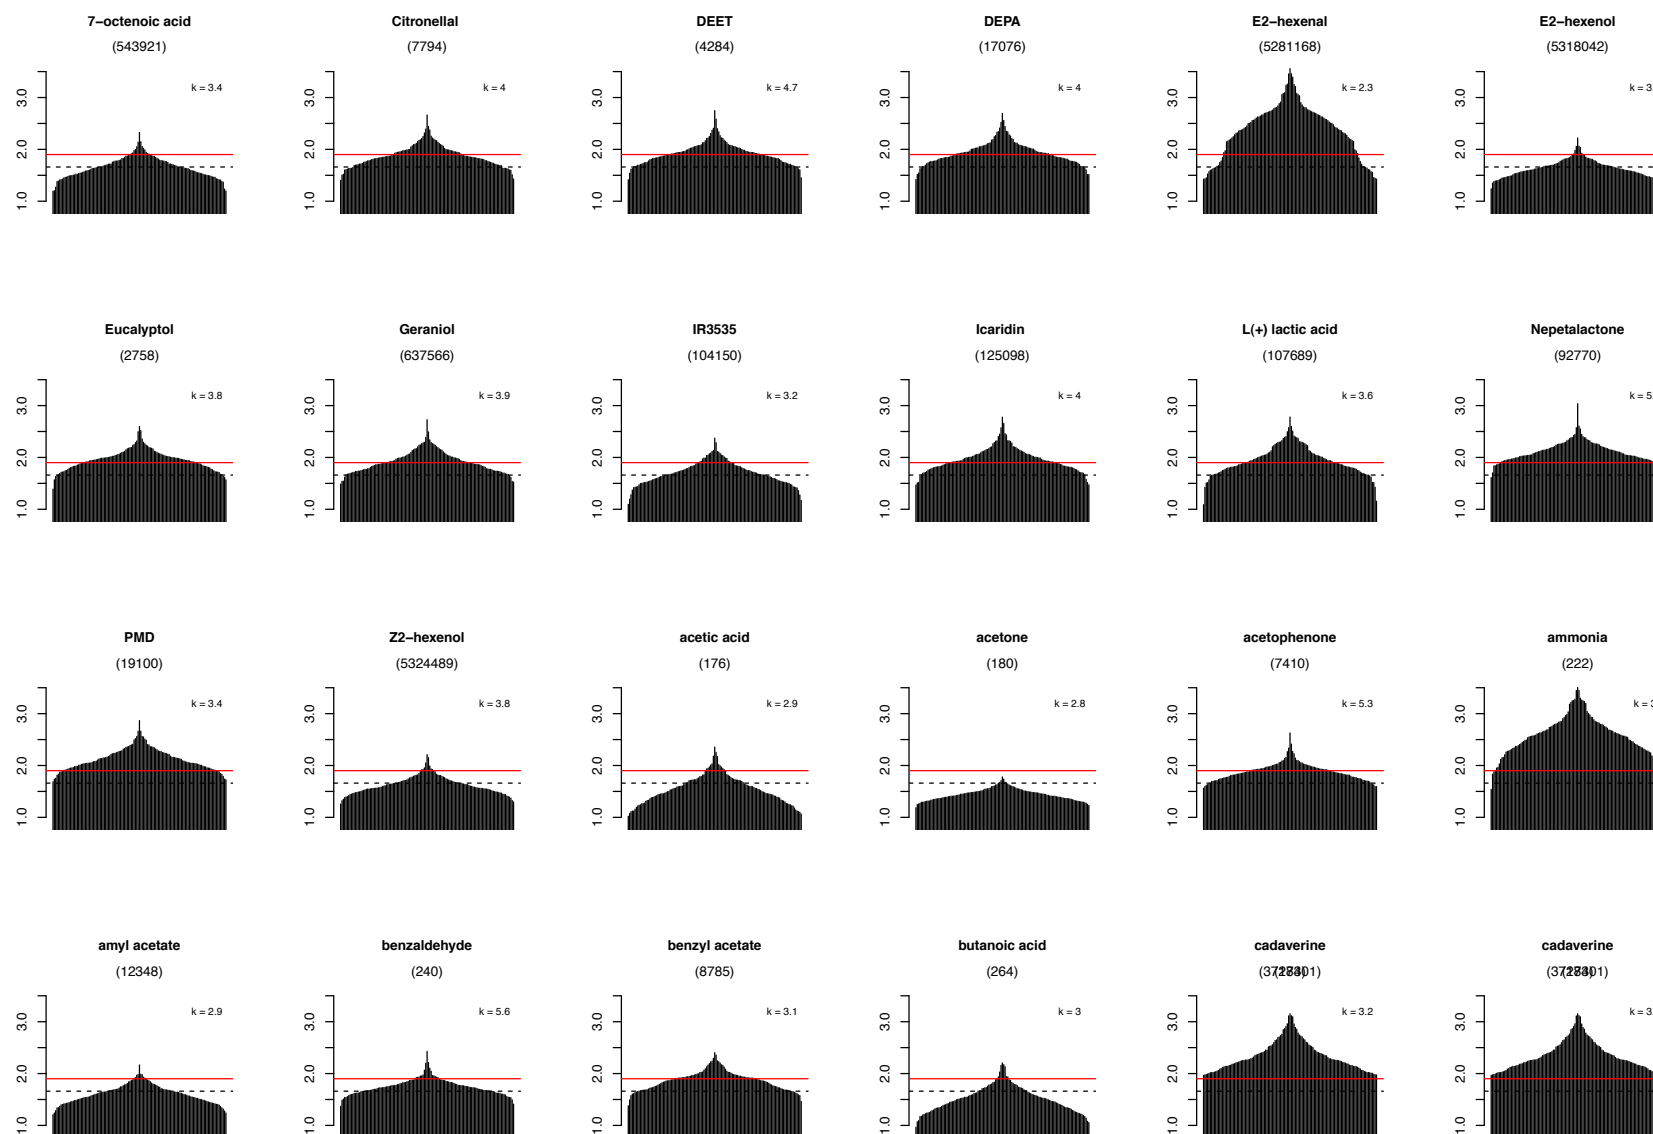 7−octenoic acid
(543921)
k = 3.4
1.0 2.0 3.0
Citronellal
(7794)
k = 4
1.0 2.0 3.0
DEET
(4284)
k = 4.7
1.0 2.0 3.0
DEPA
(17076)
k = 4
1.0 2.0 3.0
E2−hexenal
(5281168)
k = 2.3
1.0 2.0 3.0
E2−hexenol
(5318042)
k = 3.
1.0 2.0 3.0
Eucalyptol
(2758)
k = 3.8
1.0 2.0 3.0
Geraniol
(637566)
k = 3.9
1.0 2.0 3.0
IR3535
(104150)
k = 3.2
1.0 2.0 3.0
Icaridin
(125098)
k = 4
1.0 2.0 3.0
L(+) lactic acid
(107689)
k = 3.6
1.0 2.0 3.0
Nepetalactone
(92770)
k = 5.
1.0 2.0 3.0
PMD
(19100)
k = 3.4
1.0 2.0 3.0
Z2−hexenol
(5324489)
k = 3.8
1.0 2.0 3.0
acetic acid
(176)
k = 2.9
1.0 2.0 3.0
acetone
(180)
k = 2.8
1.0 2.0 3.0
acetophenone
(7410)
k = 5.3
1.0 2.0 3.0
ammonia
(222)
k = 3
1.0 2.0 3.0
amyl acetate
(12348)
k = 2.9
1.0 2.0 3.0
benzaldehyde
(240)
k = 5.6
1.0 2.0 3.0
benzyl acetate
(8785)
k = 3.1
1.0 2.0 3.0
butanoic acid
(264)
k = 3
1.0 2.0 3.0
cadaverine
k = 3.2
1.0 2.0 3.0
cadaverine
k = 3.
1.0 2.0 3.0